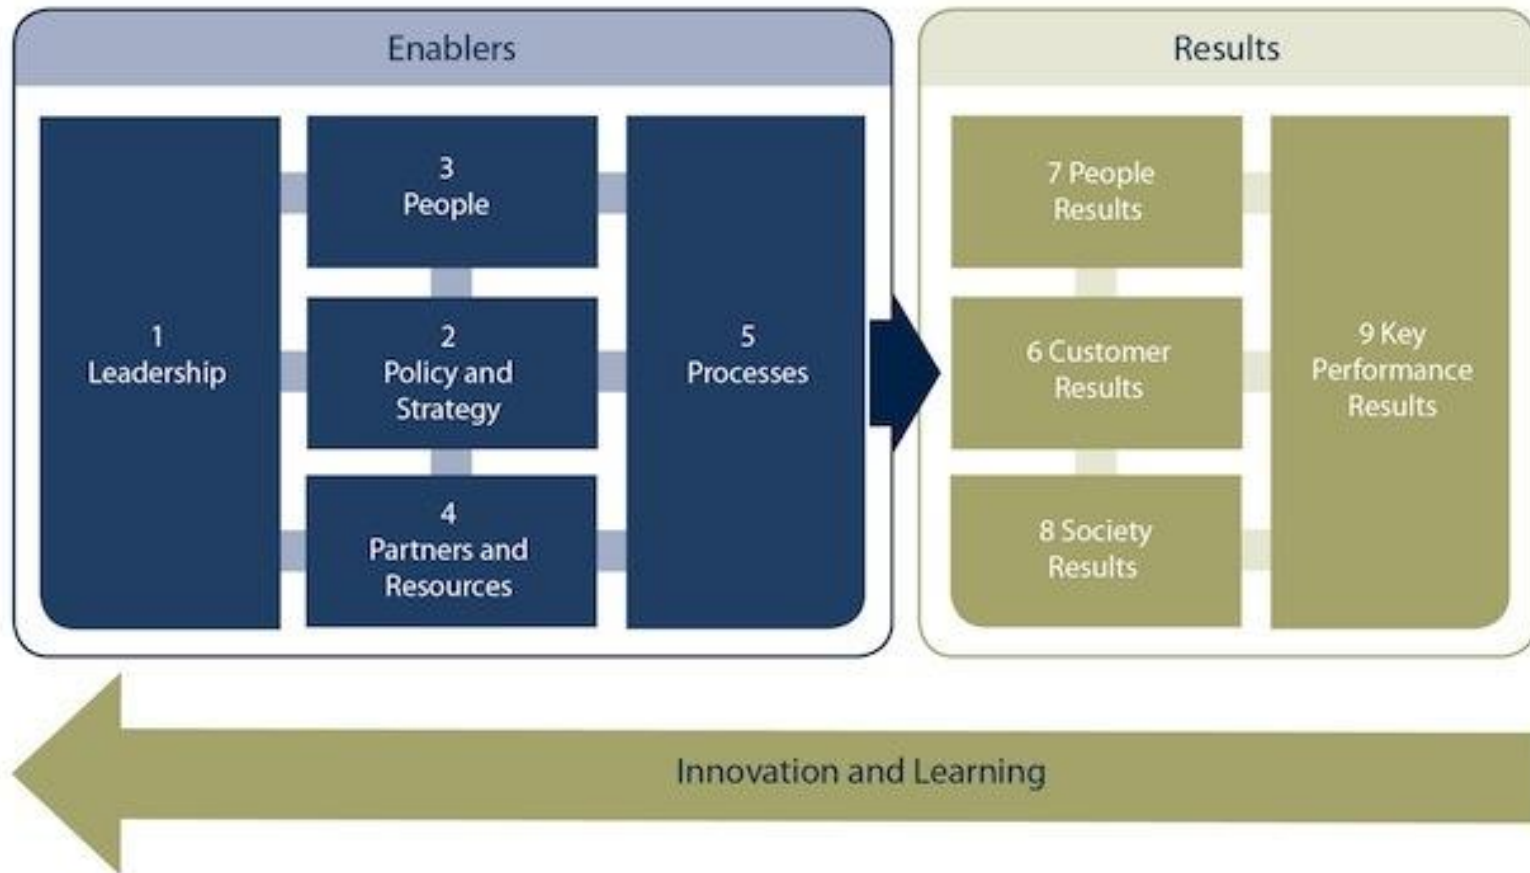 Enablers
Results
1
Leadership
3
People
2
Policy and
Strategy
4
Partners and
Resources
5
Processes
7 People
Results
6 Customer
Results
8 Society
Results
9 Key
Performance
Results
Innovation and Learning